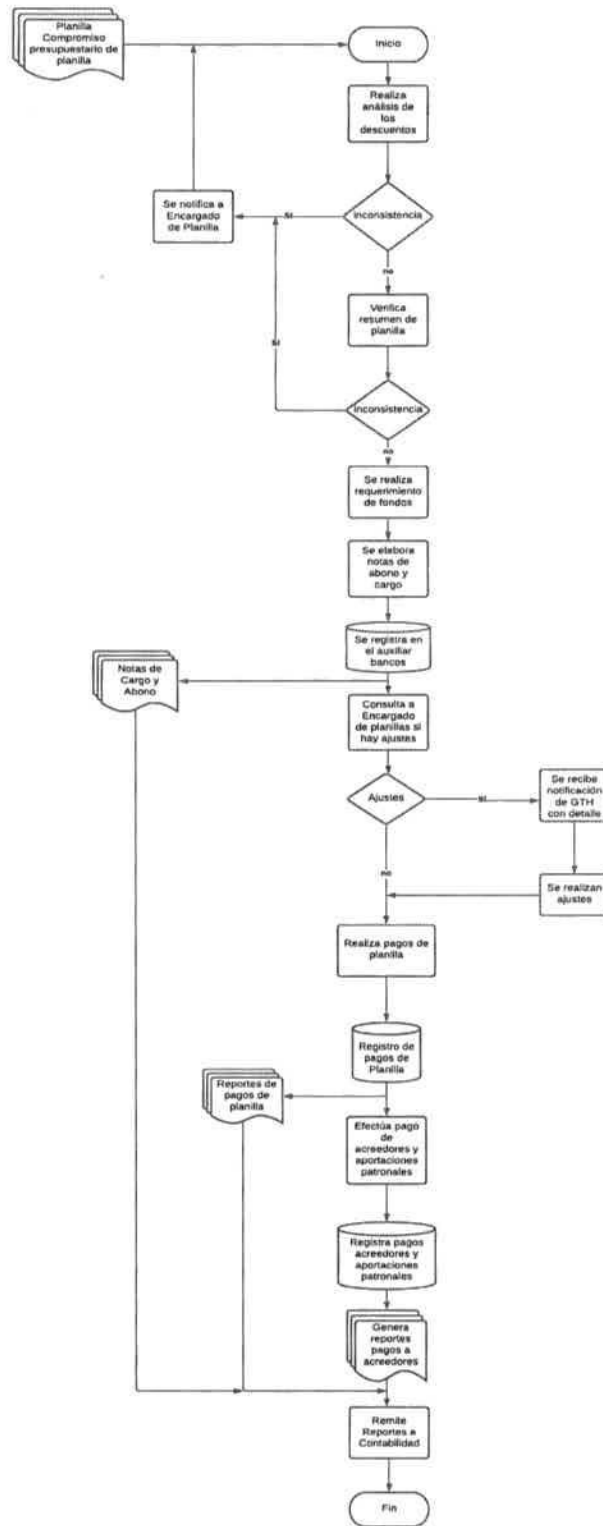 Planilla
Compromiso
presupuestario de
planilla
Inicio
Realiza
análisis de
los
descuentos
Se notifica a
Encargado
de Planilla
Si
Inconsistencia
no
Verifica
resumen de
planilla
Si
Inconsistencia
no
Se realiza
requerimiento
de fondos
Se elabora
notas de
abono y
cargo
Se registra en
el auxiliar
bancos
Notas de
Cargo y
Abono
Consulta a
Encargado
de planillas si
hay ajustes
Ajustes
si
Se recibe
notificación
de GTH
con detalle
no
Se realizan
ajustes
Realiza pagos de
planilla
Registro de
pagos de
Planilla
Reportes de
pagos de
planilla
Efectúa pago
de
acreedores y
aportaciones
patronales
Registra pagos
acreedores y
aportaciones
patronales
Genera
reportes
pagos a
acreedores
Remite
Reportes a
Contabilidad
Fin